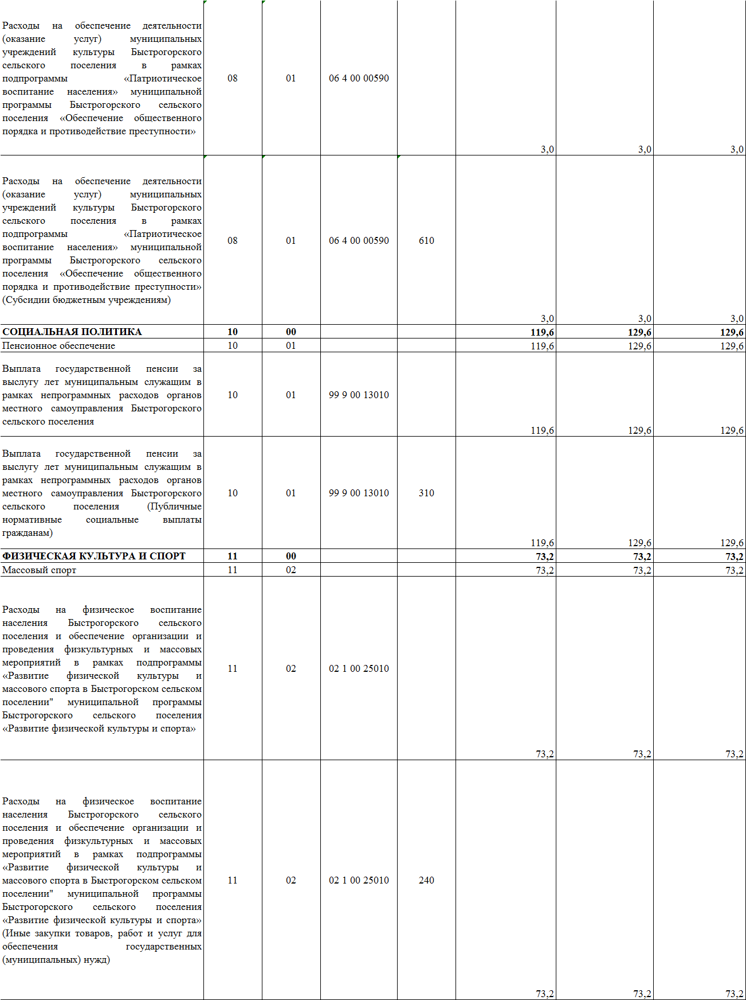 Расходы на обеспечение деятельности
(оказание услуг) муниципальных
учреждений культуры Быстрогорского
сельского поселения в рамках
подпрограммы «Патриотическое
воспитание населения» муниципальной
программы Быстрогорского сельского
поселения «Обеспечение общественного
порядка и противодействие преступности»
08 01 06 4 00 00590
3,0 3,0 3,0
Расходы на обеспечение деятельности
(оказание услуг) муниципальных
учреждений культуры Быстрогорского
сельского поселения в рамках
подпрограммы «Патриотическое
воспитание населения» муниципальной
программы Быстрогорского сельского
поселения «Обеспечение общественного
порядка и противодействие преступности»
(Субсидии бюджетным учреждениям)
08 01 06 4 00 00590 610
3,0 3,0 3,0
СОЦИАЛЬНАЯ ПОЛИТИКА 10 00 119,6 129,6 129,6
Пенсионное обеспечение 10 01 119,6 129,6 129,6
Выплата государственной пенсии за
выслугу лет муниципальным служащим в
рамках непрограммных расходов органов
местного самоуправления Быстрогорского
сельского поселения
10 01 99 9 00 13010
119,6 129,6 129,6
Выплата государственной пенсии за
выслугу лет муниципальным служащим в
рамках непрограммных расходов органов
местного самоуправления Быстрогорского
сельского поселения (Публичные
нормативные социальные выплаты
гражданам)
10 01 99 9 00 13010 310
119,6 129,6 129,6
ФИЗИЧЕСКАЯ КУЛЬТУРА И СПОРТ 11 00 73,2 73,2 73,2
Массовый спорт 11 02 73,2 73,2 73,2
Расходы на физическое воспитание
населения Быстрогорского сельского
поселения и обеспечение организации и
проведения физкультурных и массовых
мероприятий в рамках подпрограммы
«Развитие физической культуры и
массового спорта в Быстрогорском сельском
поселении" муниципальной программы
Быстрогорского сельского поселения
«Развитие физической культуры и спорта»
11 02 02 1 00 25010
73,2 73,2 73,2
Расходы на физическое воспитание
населения Быстрогорского сельского
поселения и обеспечение организации и
проведения физкультурных и массовых
мероприятий в рамках подпрограммы
«Развитие физической культуры и
массового спорта в Быстрогорском сельском
поселении" муниципальной программы
Быстрогорского сельского поселения
«Развитие физической культуры и спорта»
(Иные закупки товаров, работ и услуг для
обеспечения государственных
(муниципальных) нужд)
11 02 02 1 00 25010 240
73,2 73,2 73,2